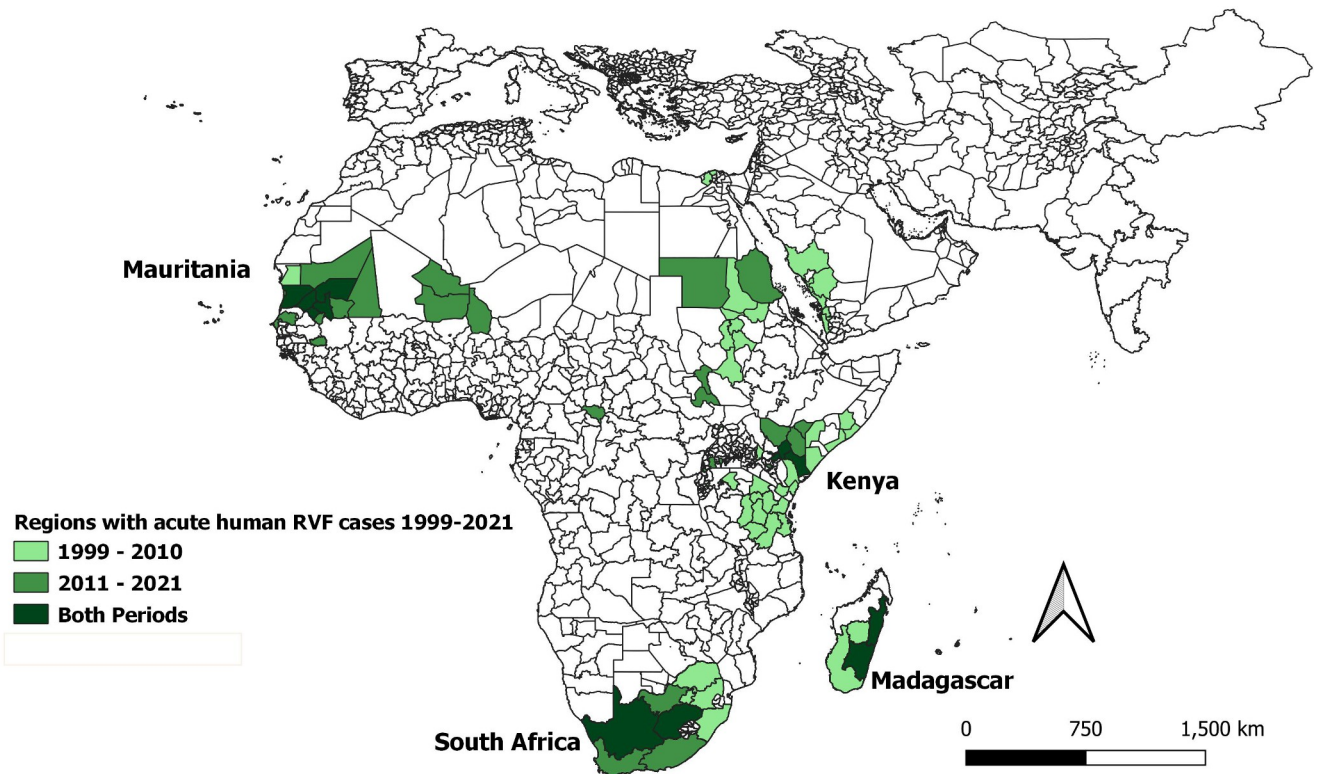 Mauritania
Kenya
Regions with acute human RVF cases 1999-2021
1999 - 2010
2011 - 2021
Both Periods
Madagascar
South Africa
0 750 1,500 km